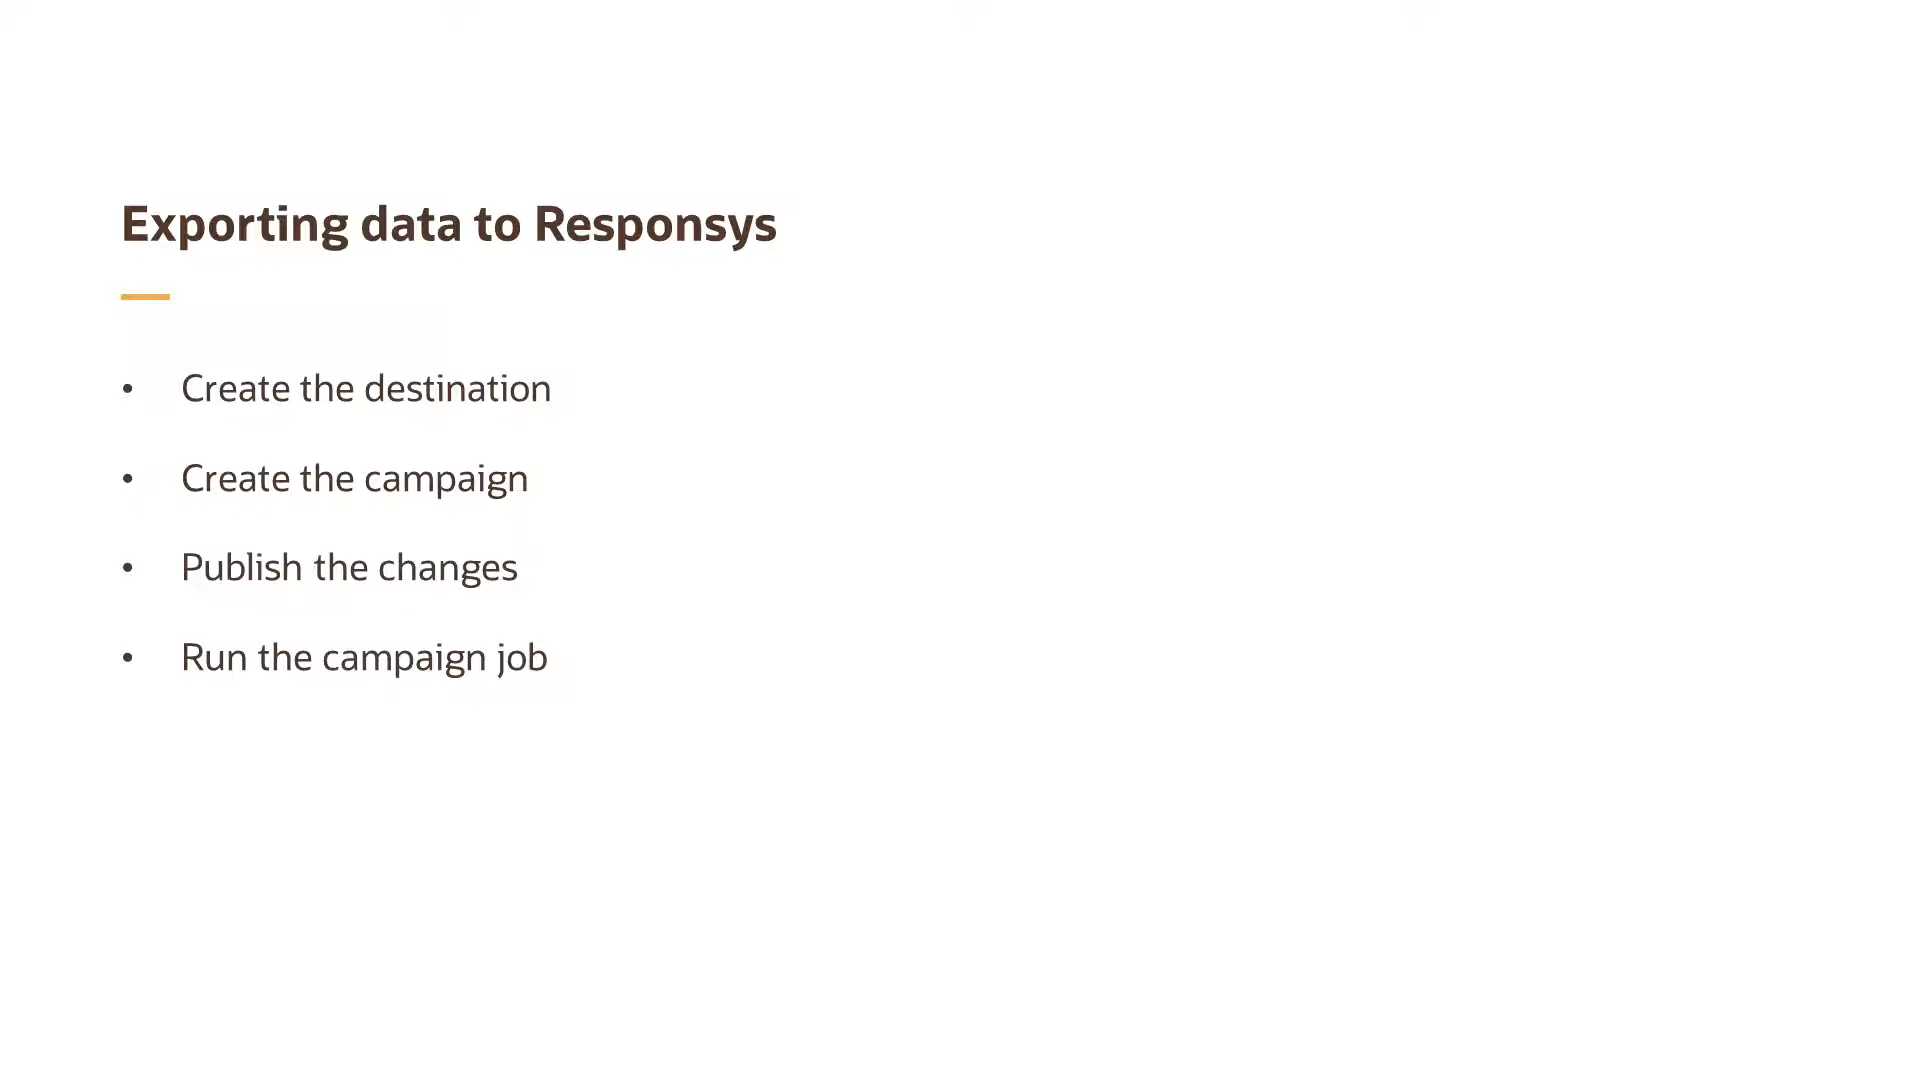 Exporting data to Responsys
• Create the destination
• Create the campaign
• Publish the changes
• Run the campaign job